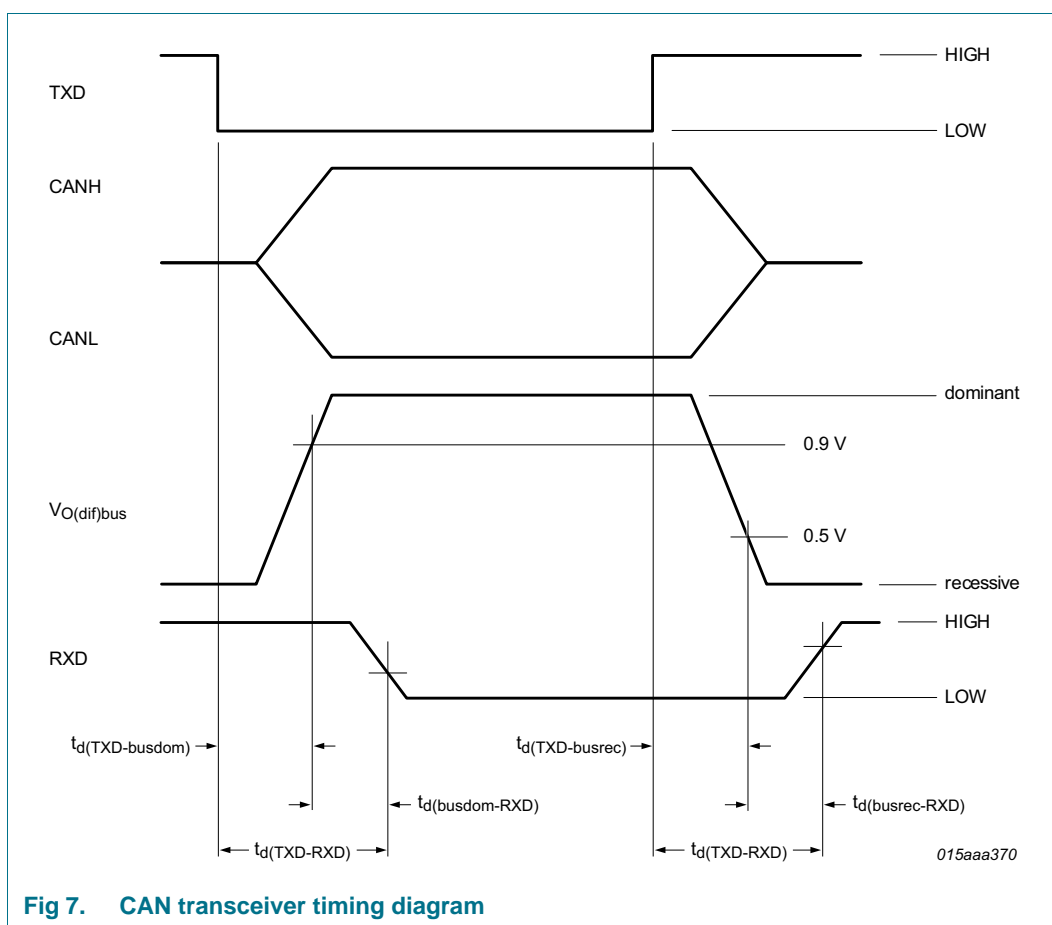 HIGH
TXD
LOW
CANH
CANL
dominant
0.9 V
VO(dif)bus
0.5 V
recessive
HIGH
RXD
LOW
td(TXD-busdom)
td(TXD-busrec)
td(busdom-RXD)
td(busrec-RXD)
td(TXD-RXD)
td(TXD-RXD)
015aaa370
Fig 7. CAN transceiver timing diagram